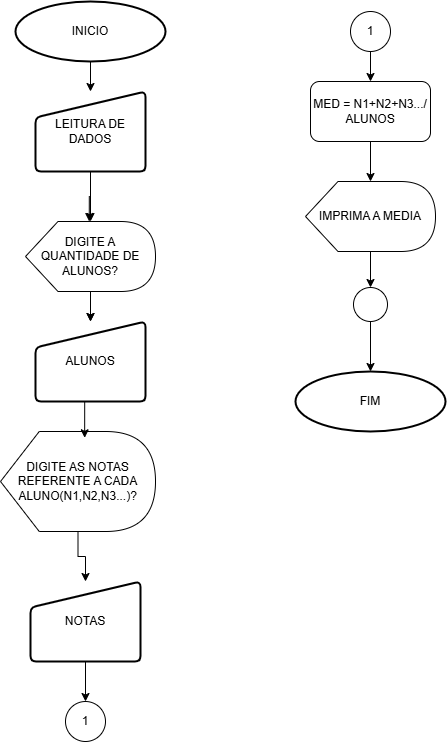 INICIO
LEITURA DE
DADOS
DIGITE A
QUANTIDADE DE
ALUNOS?
ALUNOS
DIGITE AS NOTAS
REFERENTE A CADA
ALUNO(N1,N2,N3...)?
NOTAS
1
1
MED = N1+N2+N3.../
ALUNOS
IMPRIMA A MEDIA
FIM